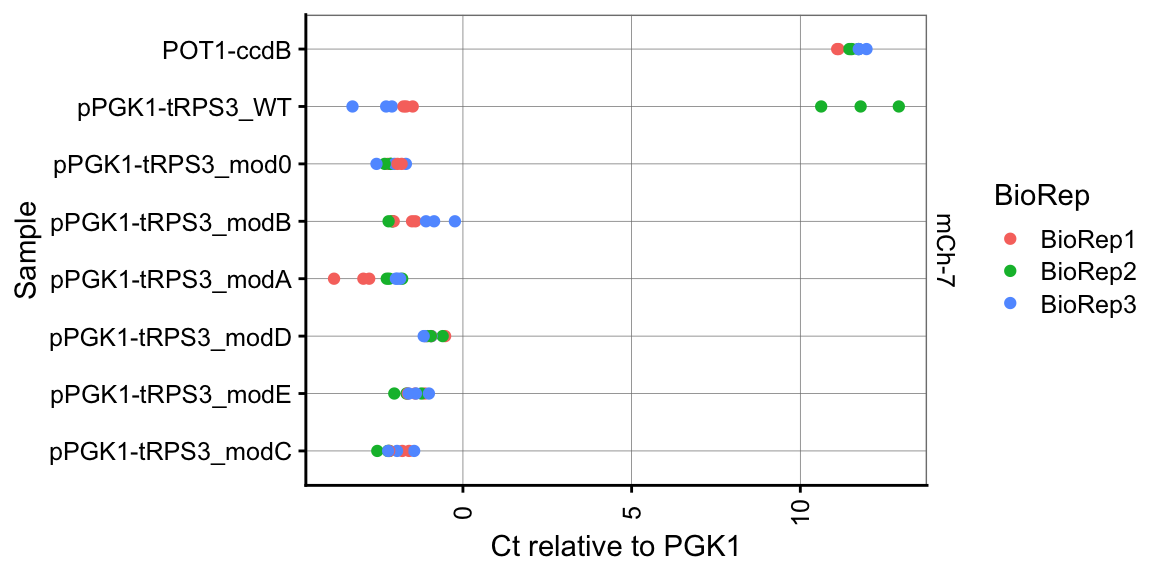 POT1-ccdB
pPGK1-tRPS3_WT
pPGK1-tRPS3_mod0
pPGK1-tRPS3_modB
pPGK1-tRPS3_modA
pPGK1-tRPS3_modD
pPGK1-tRPS3_modE
pPGK1-tRPS3_modC
Sample
0
5
10
Ct relative to PGK1
mCh-7
BioRep
BioRep1
BioRep2
BioRep3